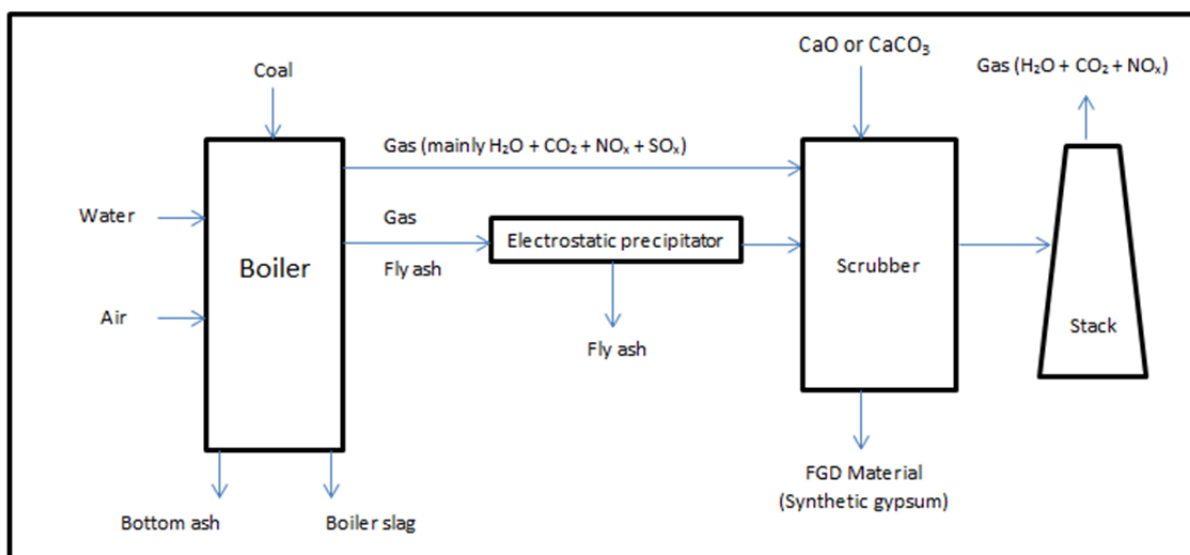 CaO or CaCO₃
Gas (H₂O + CO₂ + NOₓ)
Coal
Gas (mainly H₂O + CO₂ + NOₓ + SOₓ)
Water
Gas
Electrostatic precipitator
Boiler
Fly ash
Scrubber
Air
Stack
Fly ash
FGD Material
(Synthetic gypsum)
Bottom ash
Boiler slag